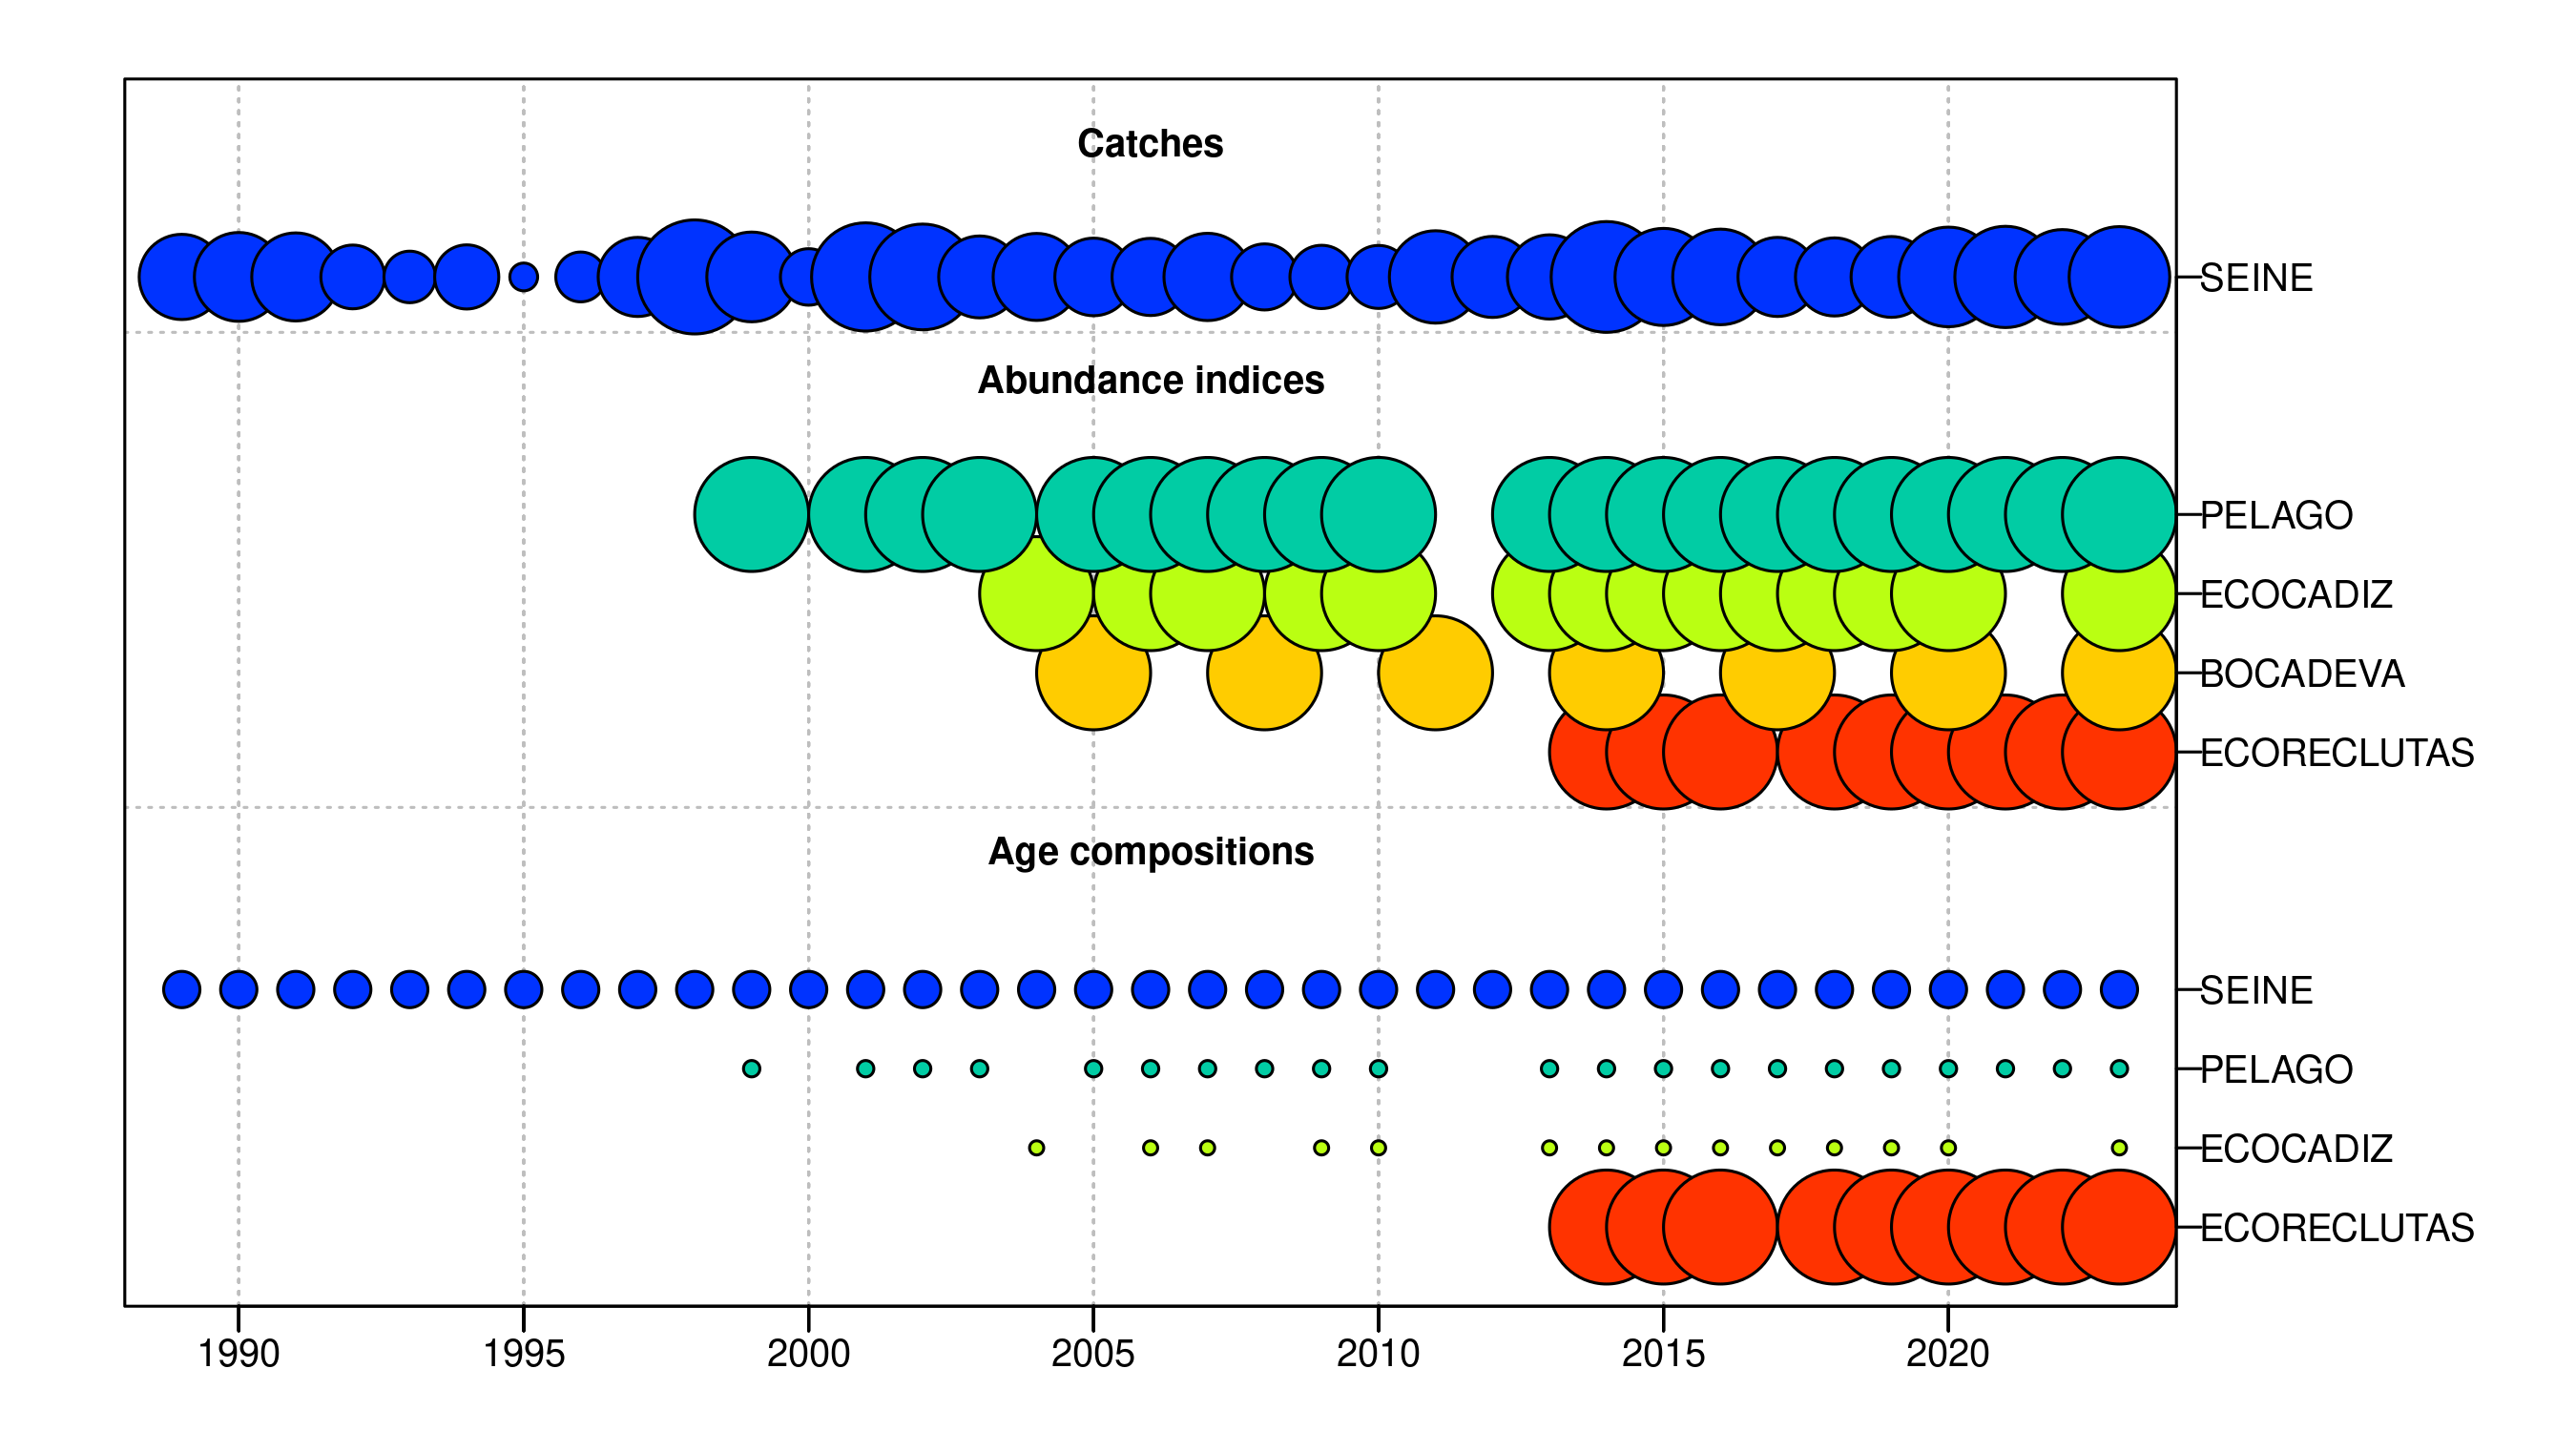 Catches
SEINE
Abundance indices
PELAGO
ECOCADIZ
BOCADEVA
ECORECLUTAS
Age compositions
SEINE
PELAGO
ECOCADIZ
ECORECLUTAS
1990 1995 2000 2005 2010 2015 2020